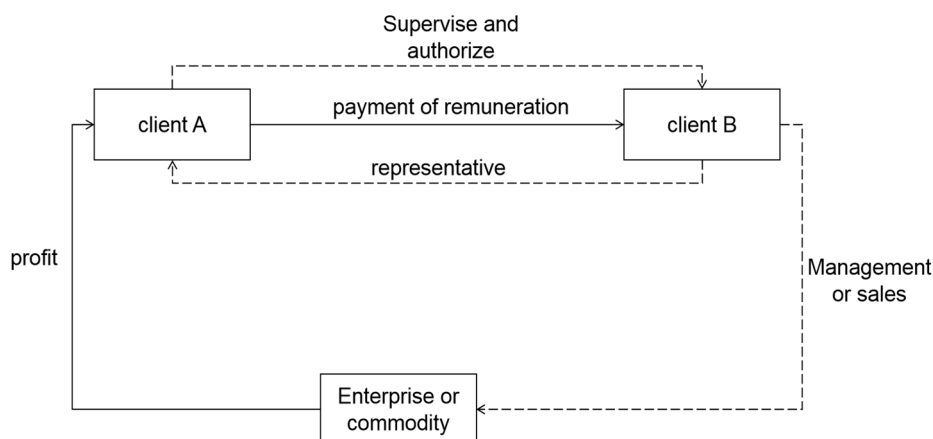 Supervise and
authorize
client A
payment of remuneration
client B
representative
profit
Management
or sales
Enterprise or
commodity